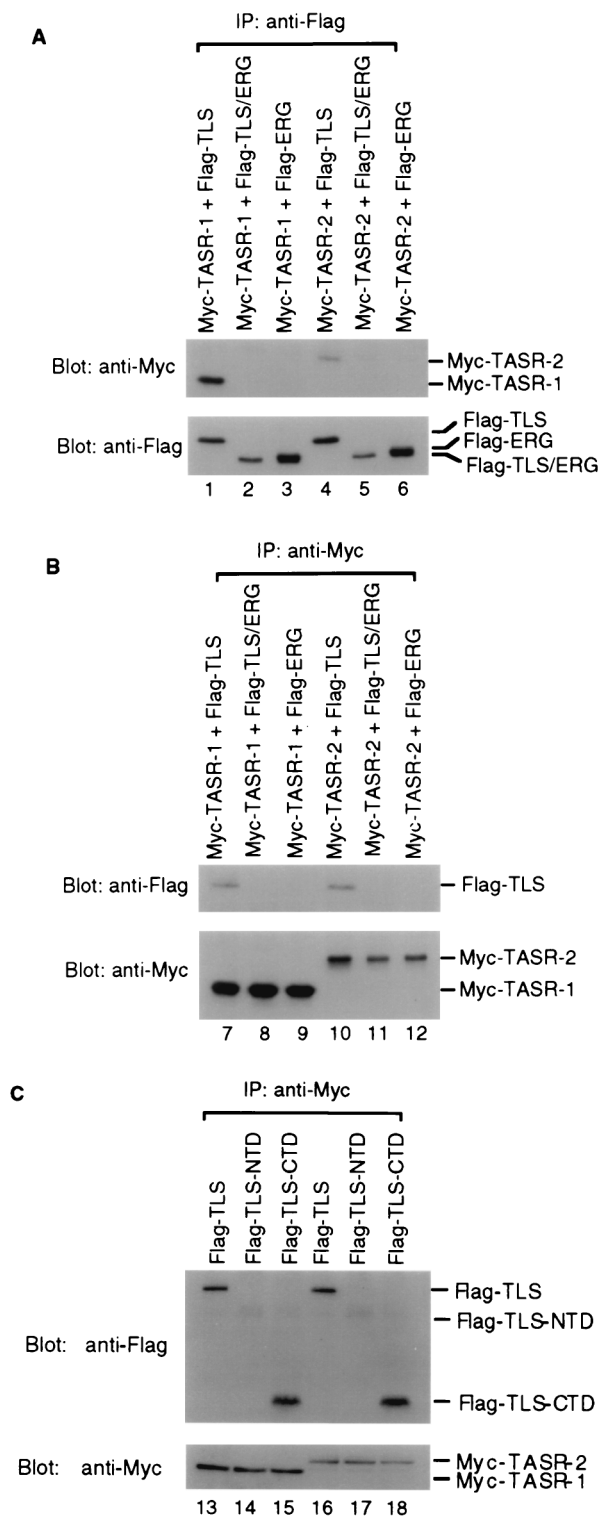 A
IP: anti-Flag
Myc-TASR-1 + Flag-TLS
Myc-TASR-1 + Flag-TLS/ERG
Myc-TASR-1 + Flag-ERG
Myc-TASR-2 + Flag-TLS
Myc-TASR-2 + Flag-TLS/ERG
Myc-TASR-2 + Flag-ERG
Blot: anti-Myc
Myc-TASR-2
Myc-TASR-1
Blot: anti-Flag
Flag-TLS
Flag-ERG
Flag-TLS/ERG
1 2 3 4 5 6
B
IP: anti-Myc
Myc-TASR-1 + Flag-TLS
Myc-TASR-1 + Flag-TLS/ERG
Myc-TASR-1 + Flag-ERG
Myc-TASR-2 + Flag-TLS
Myc-TASR-2 + Flag-TLS/ERG
Myc-TASR-2 + Flag-ERG
Blot: anti-Flag
Flag-TLS
Blot: anti-Myc
Myc-TASR-2
Myc-TASR-1
7 8 9 10 11 12
C
IP: anti-Myc
Flag-TLS
Flag-TLS-NTD
Flag-TLS-CTD
Flag-TLS
Flag-TLS-NTD
Flag-TLS-CTD
Blot: anti-Flag
Flag-TLS
Flag-TLS-NTD
Flag-TLS-CTD
Blot: anti-Myc
Myc-TASR-2
Myc-TASR-1
13 14 15 16 17 18